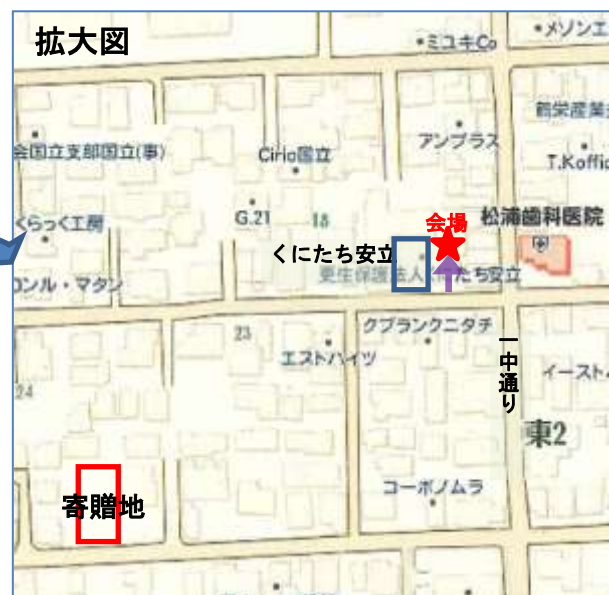 拡大図
・ミユキCo
・メゾンエ
会国立支部国立(事)
Cirio国立
アンプラス
T.Koffic
くらっく工房
G.21
18
会場
松浦歯科医院
くにたち安立
更生保護法人くにたち安立
ロンル・マタン
23
エストハイツ
クプランクニタチ
一中通り
イースト
24
東2
コーポノムラ
寄贈地